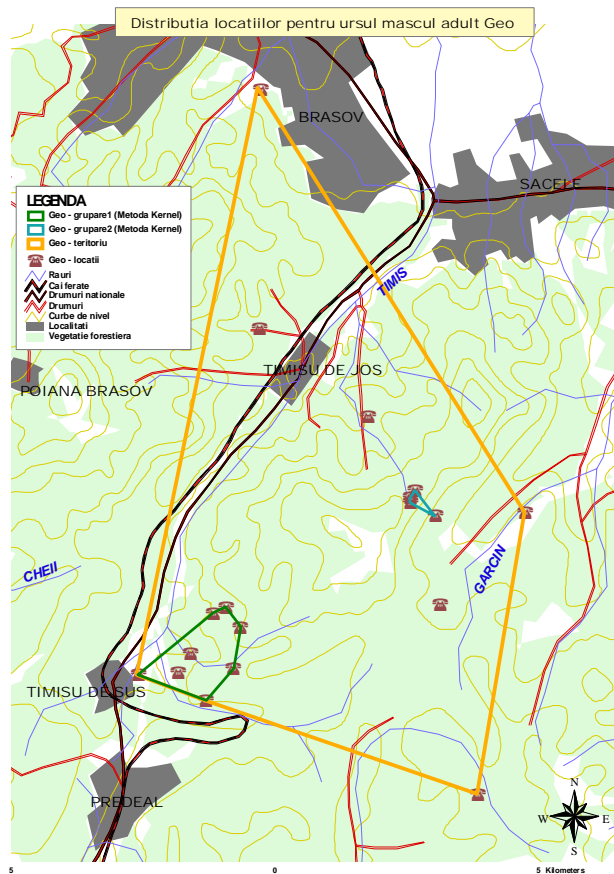 Distributia locatiilor pentru ursul mascul adult Geo
BRASOV
SACELE
LEGENDA
Geo - grupare1 (Metoda Kernel)
Geo - grupare2 (Metoda Kernel)
Geo - teritoriu
Geo - locatii
Rauri
Cai ferate
Drumuri nationale
Drumuri
Curbe de nivel
Localitati
Vegetatie forestiera
TIMIS
TIMISU DE JOS
POIANA BRASOV
GARCIN
CHEII
TIMISU DE SUS
PREDEAL
N
W E
S
5 0 5 Kilometers